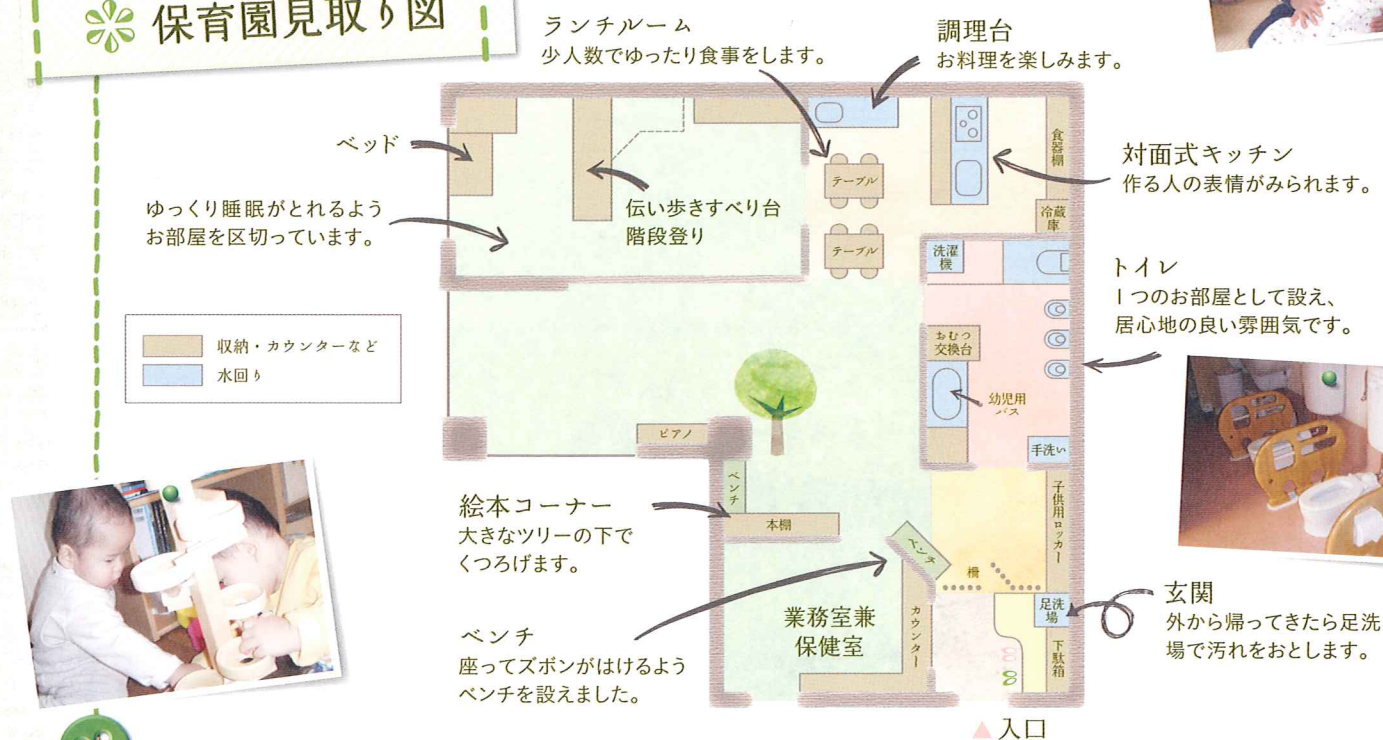 保育園見取り図
ランチルーム
少人数でゆったり食事をします。
調理台
お料理を楽しみます。
ベッド
ゆっくり睡眠がとれるよう
お部屋を区切っています。
伝い歩きすべり台
階段登り
テーブル
テーブル
食器棚
冷蔵
庫
対面式キッチン
作る人の表情がみられます。
洗濯
機
トイレ
1つのお部屋として設え、
居心地の良い雰囲気です。
収納・カウンターなど
水回り
おむつ
交換台
幼児用
バス
手洗い
ピアノ
ベンチ
本棚
絵本コーナー
大きなツリーの下で
くつろげます。
子供用ロッカー
ベンチ
柵
足洗
場
下駄箱
玄関
外から帰ってきたら足洗
場で汚れをおとします。
業務室兼
保健室
カウンター
ベンチ
座ってズボンがはけるよう
ベンチを設えました。
▲入口